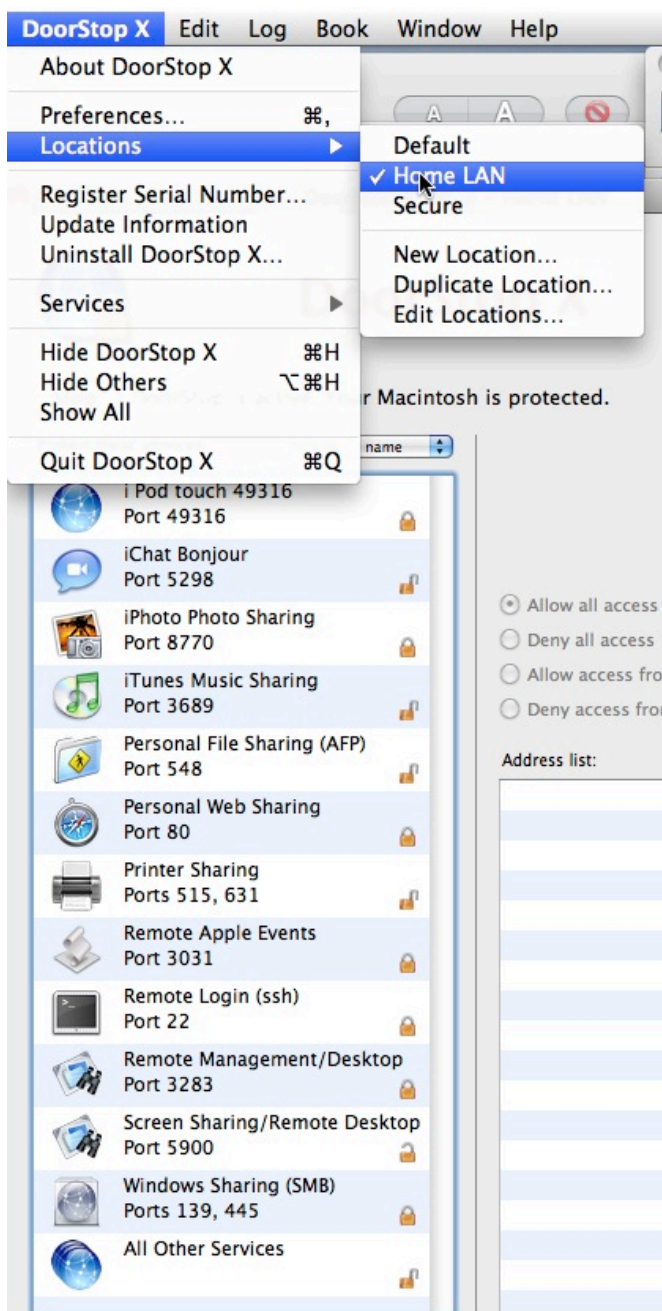 DoorStop X Edit Log Book Window Help
About DoorStop X
Preferences... ⌘,
Locations ▶
Register Serial Number...
Update Information
Uninstall DoorStop X...
Services ▶
Hide DoorStop X ⌘H
Hide Others ⌥⌘H
Show All
Quit DoorStop X ⌘Q
Default
✓ Home LAN
Secure
New Location...
Duplicate Location...
Edit Locations...
A A
DoorStop X
r Macintosh is protected.
name
i Pod touch 49316
Port 49316
iChat Bonjour
Port 5298
iPhoto Photo Sharing
Port 8770
iTunes Music Sharing
Port 3689
Personal File Sharing (AFP)
Port 548
Personal Web Sharing
Port 80
Printer Sharing
Ports 515, 631
Remote Apple Events
Port 3031
Remote Login (ssh)
Port 22
Remote Management/Desktop
Port 3283
Screen Sharing/Remote Desktop
Port 5900
Windows Sharing (SMB)
Ports 139, 445
All Other Services
Allow all access
Deny all access
Allow access fro
Deny access from
Address list: